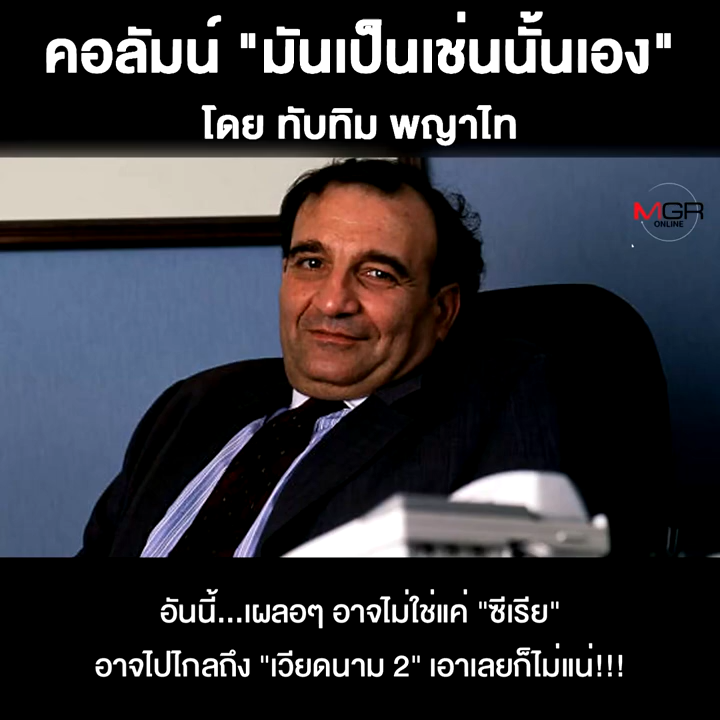 คอลัมน์ "มันเป็นเช่นนั้นเอง"
โดย ทับทิม พญาไท
MGR
ONLINE
อันนี้...เผลอๆ อาจไม่ใช่แค่ "ซีเรีย"
อาจไปไกลถึง "เวียดนาม 2" เอาเลยก็ไม่แน่!!!